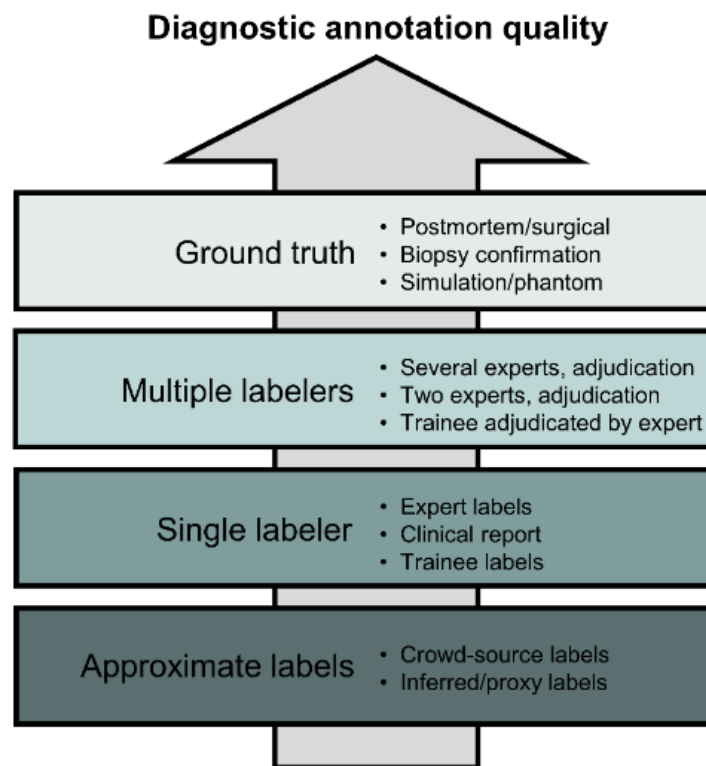 Diagnostic annotation quality
Ground truth
• Postmortem/surgical
• Biopsy confirmation
• Simulation/phantom
Multiple labelers
• Several experts, adjudication
• Two experts, adjudication
• Trainee adjudicated by expert
Single labeler
• Expert labels
• Clinical report
• Trainee labels
Approximate labels
• Crowd-source labels
• Inferred/proxy labels